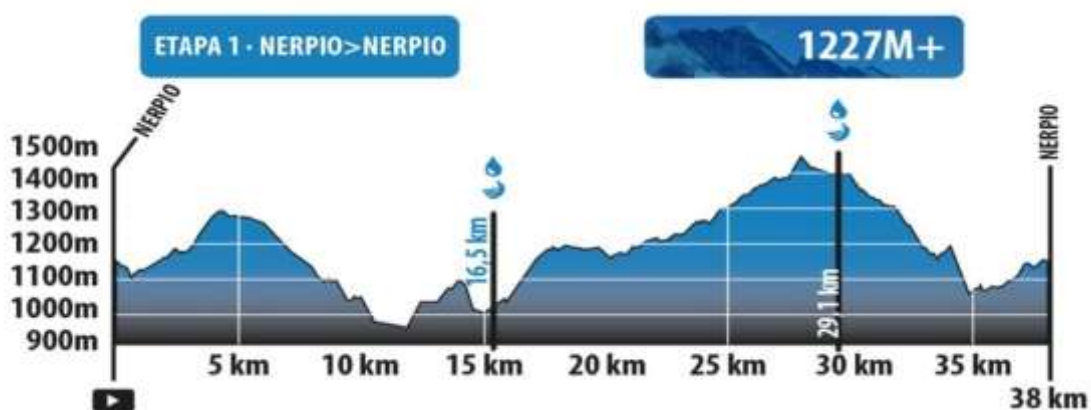 ETAPA 1 · NERPIO>NERPIO
1227M+
NERPIO
NERPIO
1500m
1400m
1300m
1200m
1100m
1000m
900m
16,5 km
29,1 km
5 km
10 km
15 km
20 km
25 km
30 km
35 km
38 km